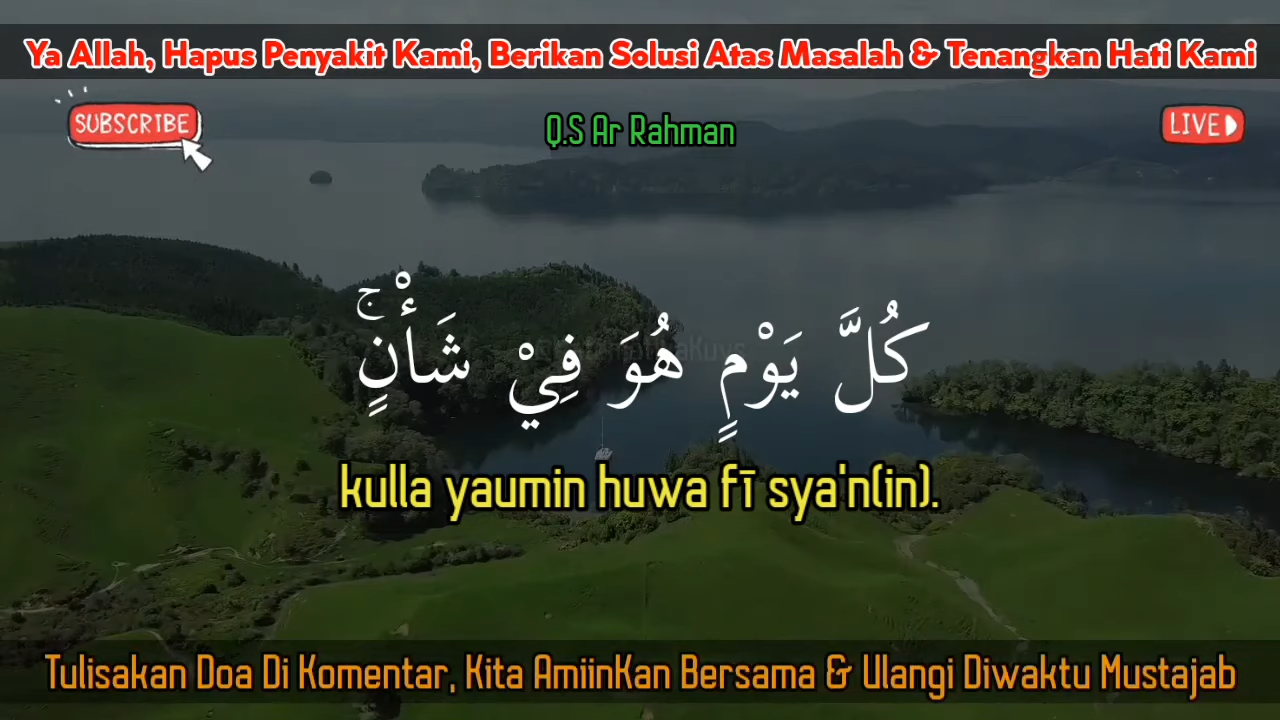 Ya Allah, Hapus Penyakit Kami, Berikan Solusi Atas Masalah & Tenangkan Hati Kami
SUBSCRIBE
LIVE
Q.S Ar Rahman
كُلَّ يَوْمٍ هُوَ فِيْ شَأْنٍۚ
kulla yaumin huwa fī sya'n(in).
Tulisakan Doa Di Komentar, Kita AmiinKan Bersama & Ulangi Diwaktu Mustajab